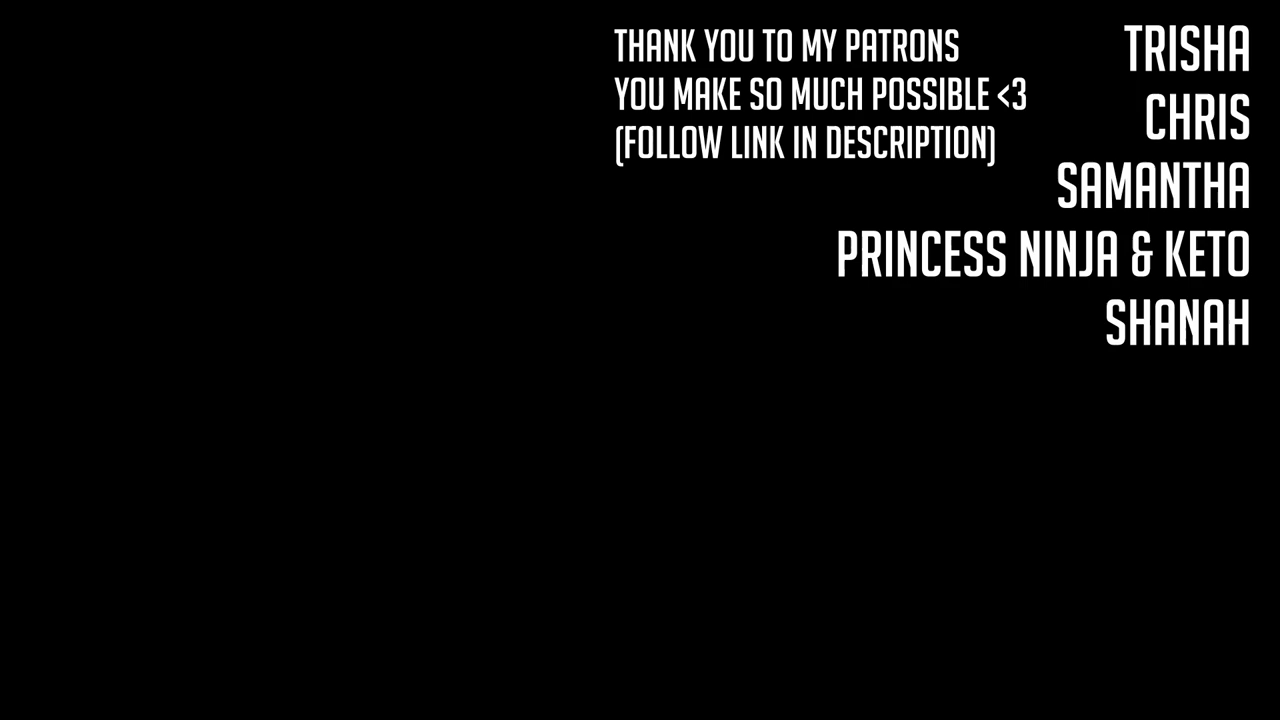 THANK YOU TO MY PATRONS
YOU MAKE SO MUCH POSSIBLE <3
(FOLLOW LINK IN DESCRIPTION)
TRISHA
CHRIS
SAMANTHA
PRINCESS NINJA & KETO
SHANAH